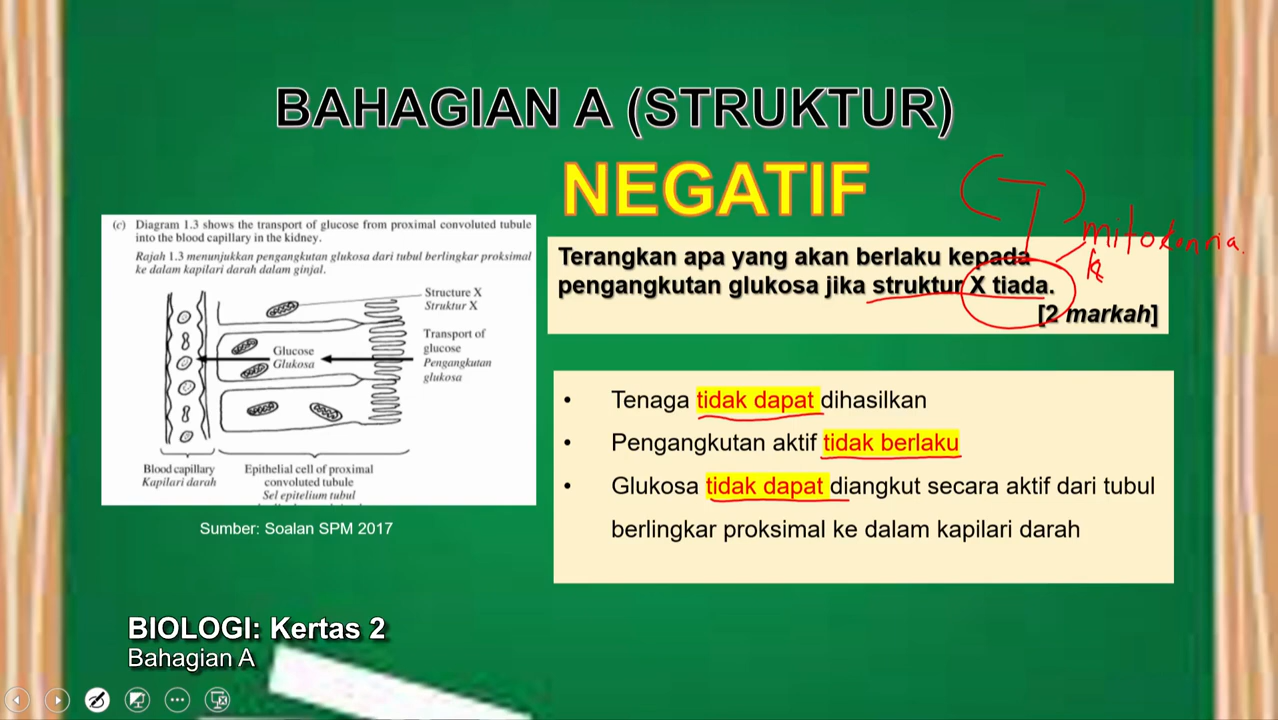 BAHAGIAN A (STRUKTUR)
NEGATIF
(c) Diagram 1.3 shows the transport of glucose from proximal convoluted tubule
into the blood capillary in the kidney.
Rajah 1.3 menunjukkan pengangkutan glukosa dari tubul berlingkar proksimal
ke dalam kapilari darah dalam ginjal.
Structure X
Struktur X
Transport of
glucose
Pengangkutan
glukosa
Glucose
Glukosa
Blood capillary
Kapilari darah
Epithelial cell of proximal
convoluted tubule
Sel epitelium tubul
Sumber: Soalan SPM 2017
Terangkan apa yang akan berlaku kepada
pengangkutan glukosa jika struktur X tiada.
[2 markah]
• Tenaga tidak dapat dihasilkan
• Pengangkutan aktif tidak berlaku
• Glukosa tidak dapat diangkut secara aktif dari tubul
berlingkar proksimal ke dalam kapilari darah
BIOLOGI: Kertas 2
Bahagian A